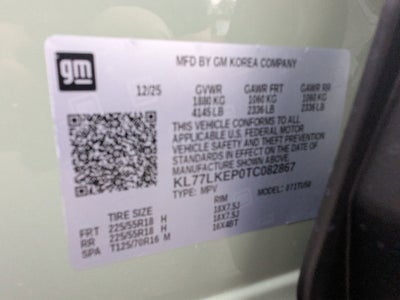 gm
MFD BY GM KOREA COMPANY
12/25 GVWR GAWR FRT GAWR RR
1880 KG 1060 KG 1060 KG
4145 LB 2336 LB 2336 LB
THIS VEHICLE CONFORMS TO ALL
APPLICABLE U.S. FEDERAL MOTOR
VEHICLE SAFETY AND THEFT PREVENTION
STANDARDS IN EFFECT ON THE DATE OF
MANUFACTURE SHOWN ABOVE.
KL77LKEP0TC082867
TYPE: MPV MODEL:
TIRE SIZE RIM
FRT 225/55R18 H 18X7.5J
RR 225/55R18 H 18X7.5J
SPA T125/70R16 M 16X4BT